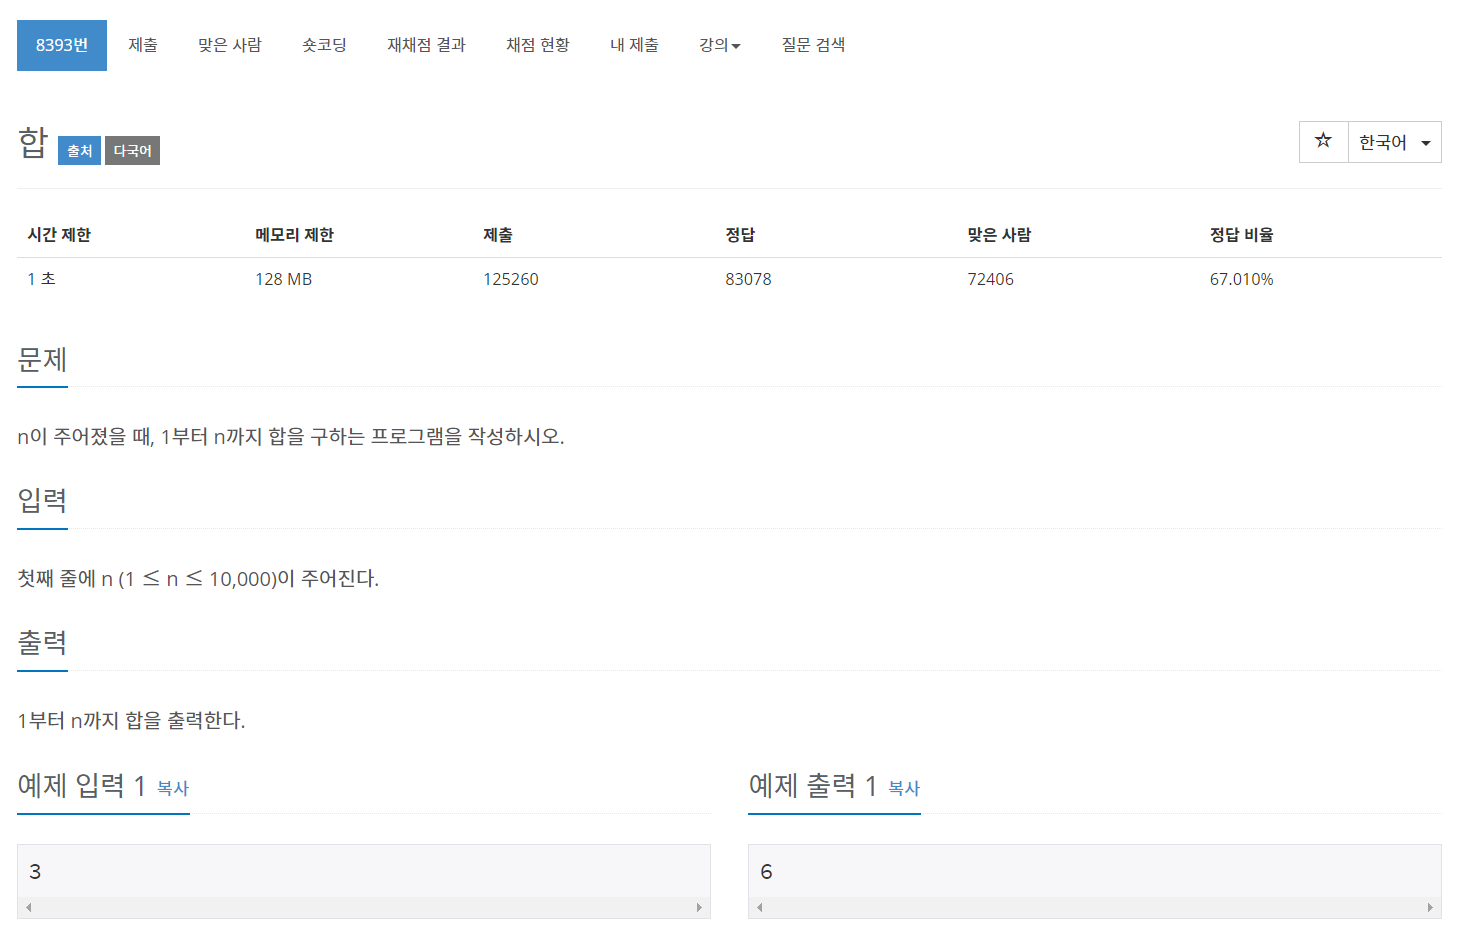 8393번 제출 맞은 사람 숏코딩 재채점 결과 채점 현황 내 제출 강의 질문 검색
합 출처 다국어 ☆ 한국어
시간 제한 메모리 제한 제출 정답 맞은 사람 정답 비율
1 초 128 MB 125260 83078 72406 67.010%
문제
n이 주어졌을 때, 1부터 n까지 합을 구하는 프로그램을 작성하시오.
입력
첫째 줄에 n (1 ≤ n ≤ 10,000)이 주어진다.
출력
1부터 n까지 합을 출력한다.
예제 입력 1 복사 예제 출력 1 복사
3 6